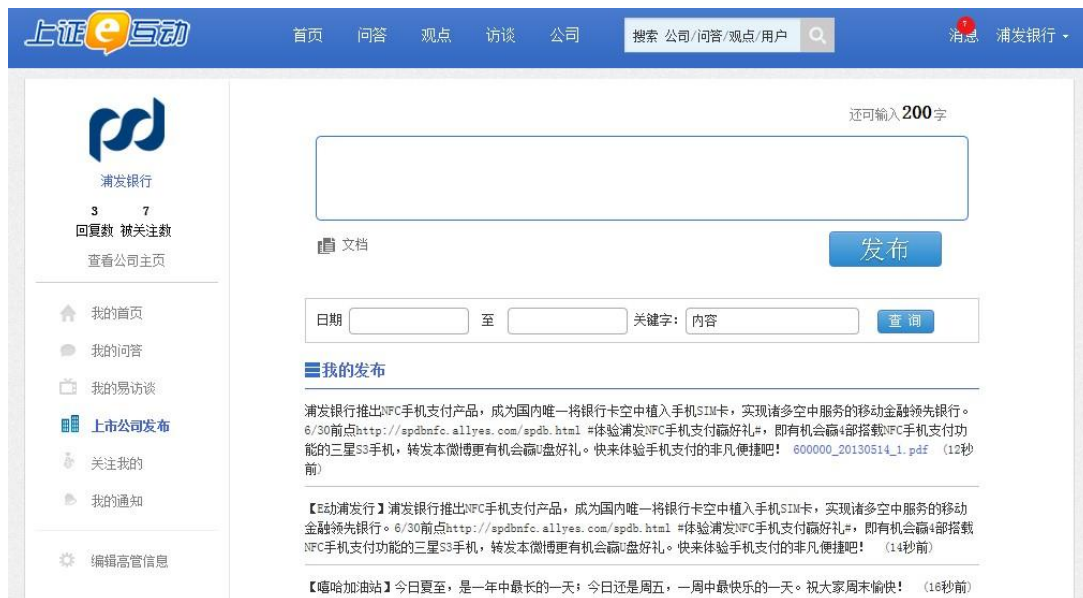 上证e互动
首页 问答 观点 访谈 公司 搜索 公司/问答/观点/用户 消息 1 浦发银行
还可输入200字
浦发银行
3 7
回复数 被关注数
查看公司主页
文档
发布
我的首页
我的问答
我的易访谈
上市公司发布
关注我的
我的通知
编辑高管信息
日期 至 关键字: 内容 查询
我的发布
浦发银行推出NFC手机支付产品，成为国内唯一将银行卡空中植入手机SIM卡，实现诸多空中服务的移动金融领先银行。
6/30前点http://spdbnfc.allyes.com/spdb.html #体验浦发NFC手机支付赢好礼#，即有机会赢4部搭载NFC手机支付功
能的三星S3手机，转发本微博更有机会赢U盘好礼。快来体验手机支付的非凡便捷吧! 600000_20130514_1.pdf （12秒
前）
【E动浦发行】浦发银行推出NFC手机支付产品，成为国内唯一将银行卡空中植入手机SIM卡，实现诸多空中服务的移动
金融领先银行。6/30前点http://spdbnfc.allyes.com/spdb.html #体验浦发NFC手机支付赢好礼#，即有机会赢4部搭载
NFC手机支付功能的三星S3手机，转发本微博更有机会赢U盘好礼。快来体验手机支付的非凡便捷吧! （14秒前）
【嘻哈加油站】今日夏至，是一年中最长的一天；今日还是周五，一周中最快乐的一天。祝大家周末愉快! （16秒前）